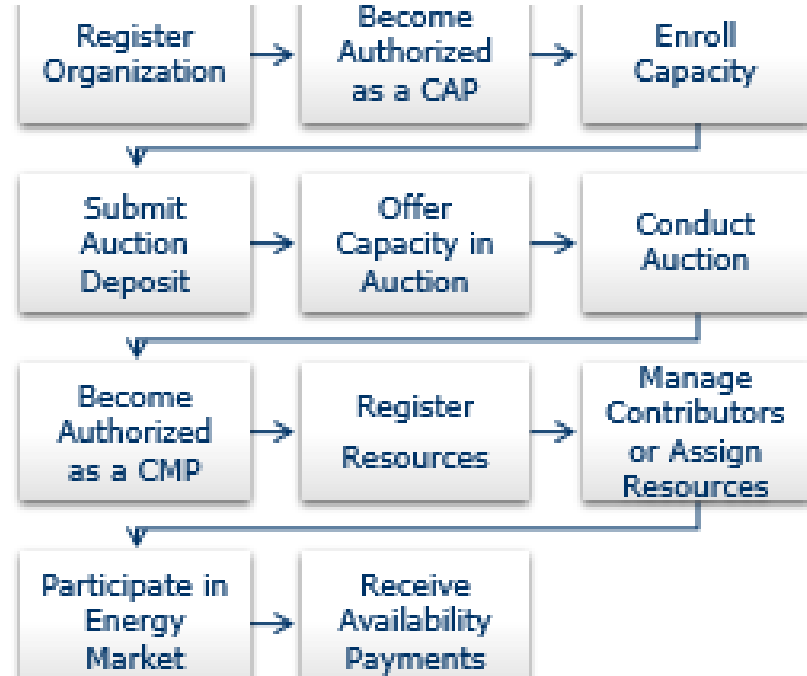 Register
Organization
Become
Authorized
as a CAP
Enroll
Capacity
Submit
Auction
Deposit
Offer
Capacity in
Auction
Conduct
Auction
Become
Authorized
as a CMP
Register
Resources
Manage
Contributors
or Assign
Resources
Participate in
Energy
Market
Receive
Availability
Payments